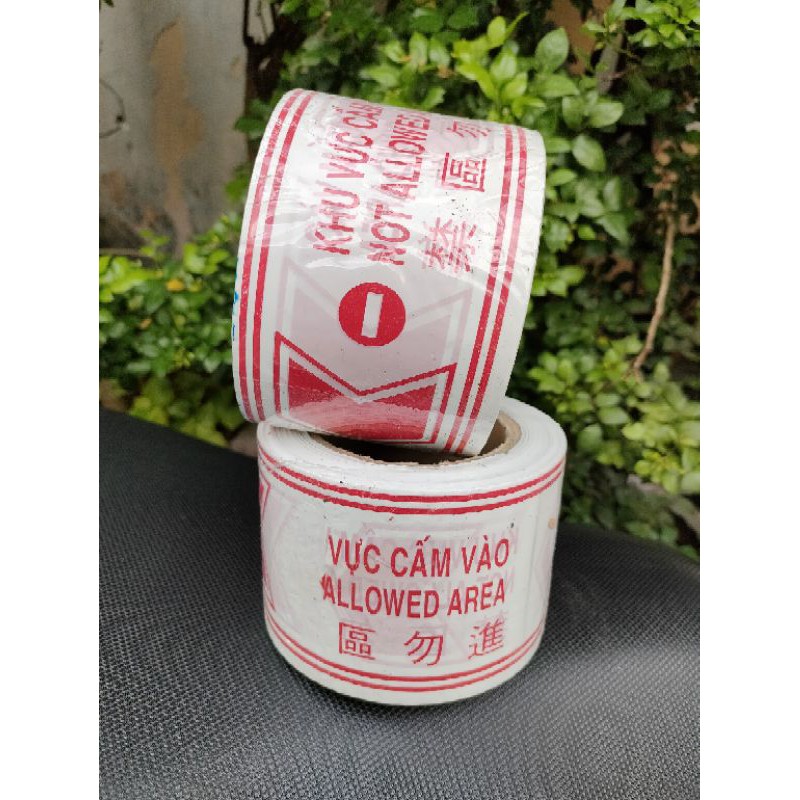 KHU VỰC CẤM
NOT ALLOWED
禁 區 勿
VỰC CẤM VÀO
ALLOWED AREA
區 勿 進